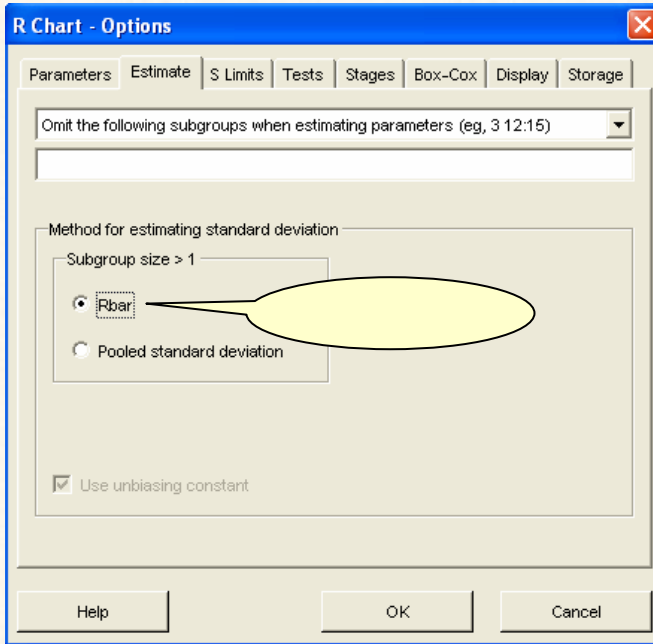 R Chart - Options
Parameters Estimate S Limits Tests Stages Box-Cox Display Storage
Omit the following subgroups when estimating parameters (eg, 3 12:15)
Method for estimating standard deviation
Subgroup size > 1
Rbar
Pooled standard deviation
Use unbiasing constant
Help OK Cancel